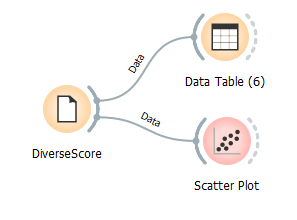 Data
Data Table (6)
Data
DiverseScore
Scatter Plot